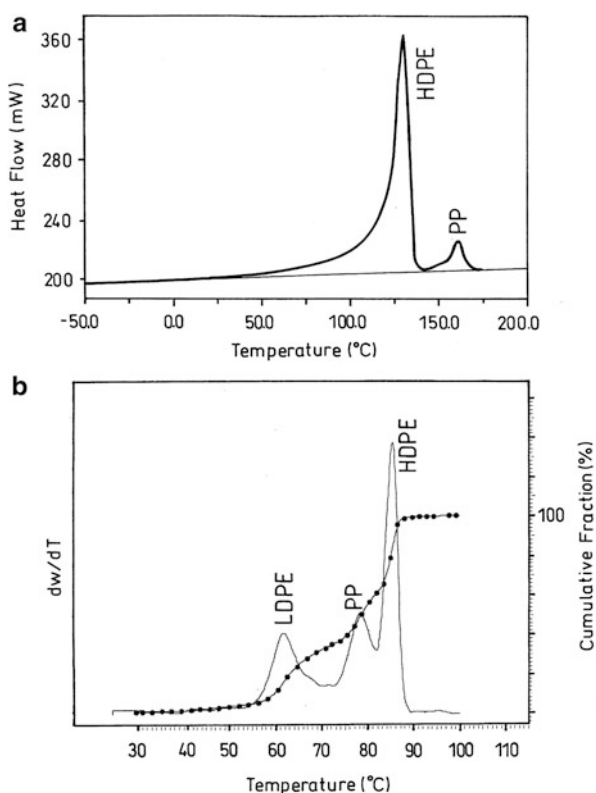 a
360
320
280
240
200
Heat Flow (mW)
HDPE
PP
-50.0 0.0 50.0 100.0 150.0 200.0
Temperature (°C)
b
dw/dT
LDPE
PP
HDPE
100
Cumulative Fraction (%)
30 40 50 60 70 80 90 100 110
Temperature (°C)